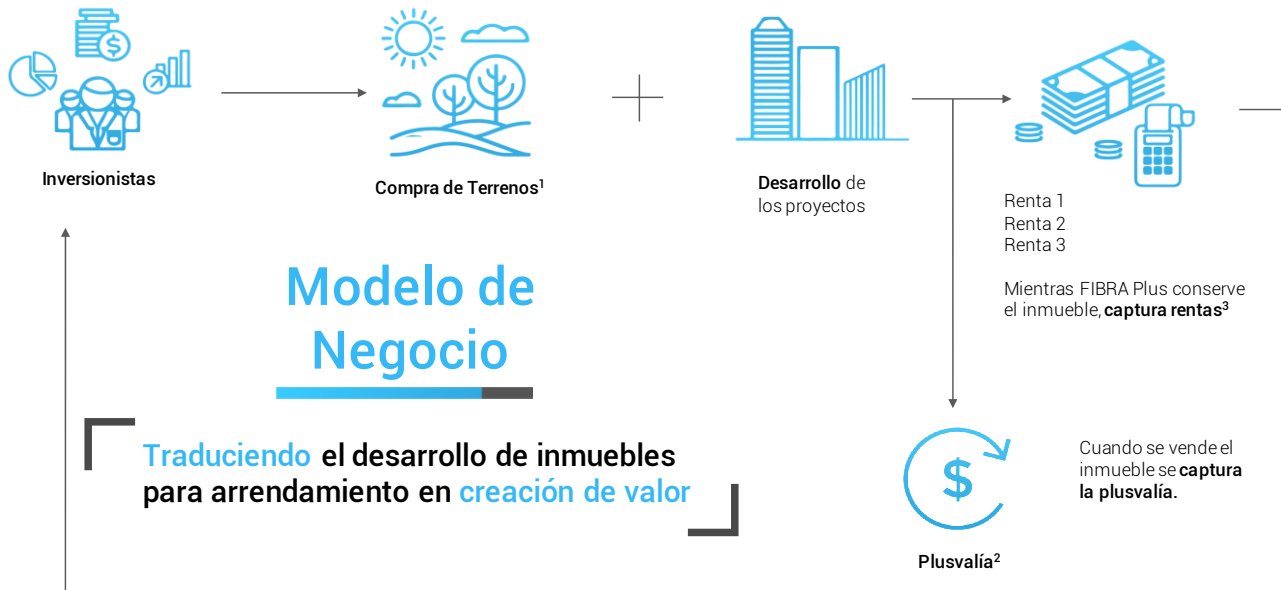 Inversionistas
Compra de Terrenos¹
Desarrollo de
los proyectos
Renta 1
Renta 2
Renta 3
Mientras FIBRA Plus conserve
el inmueble, captura rentas³
Modelo de
Negocio
Traduciendo el desarrollo de inmuebles
para arrendamiento en creación de valor
$
Cuando se vende el
inmueble se captura
la plusvalía.
Plusvalía²